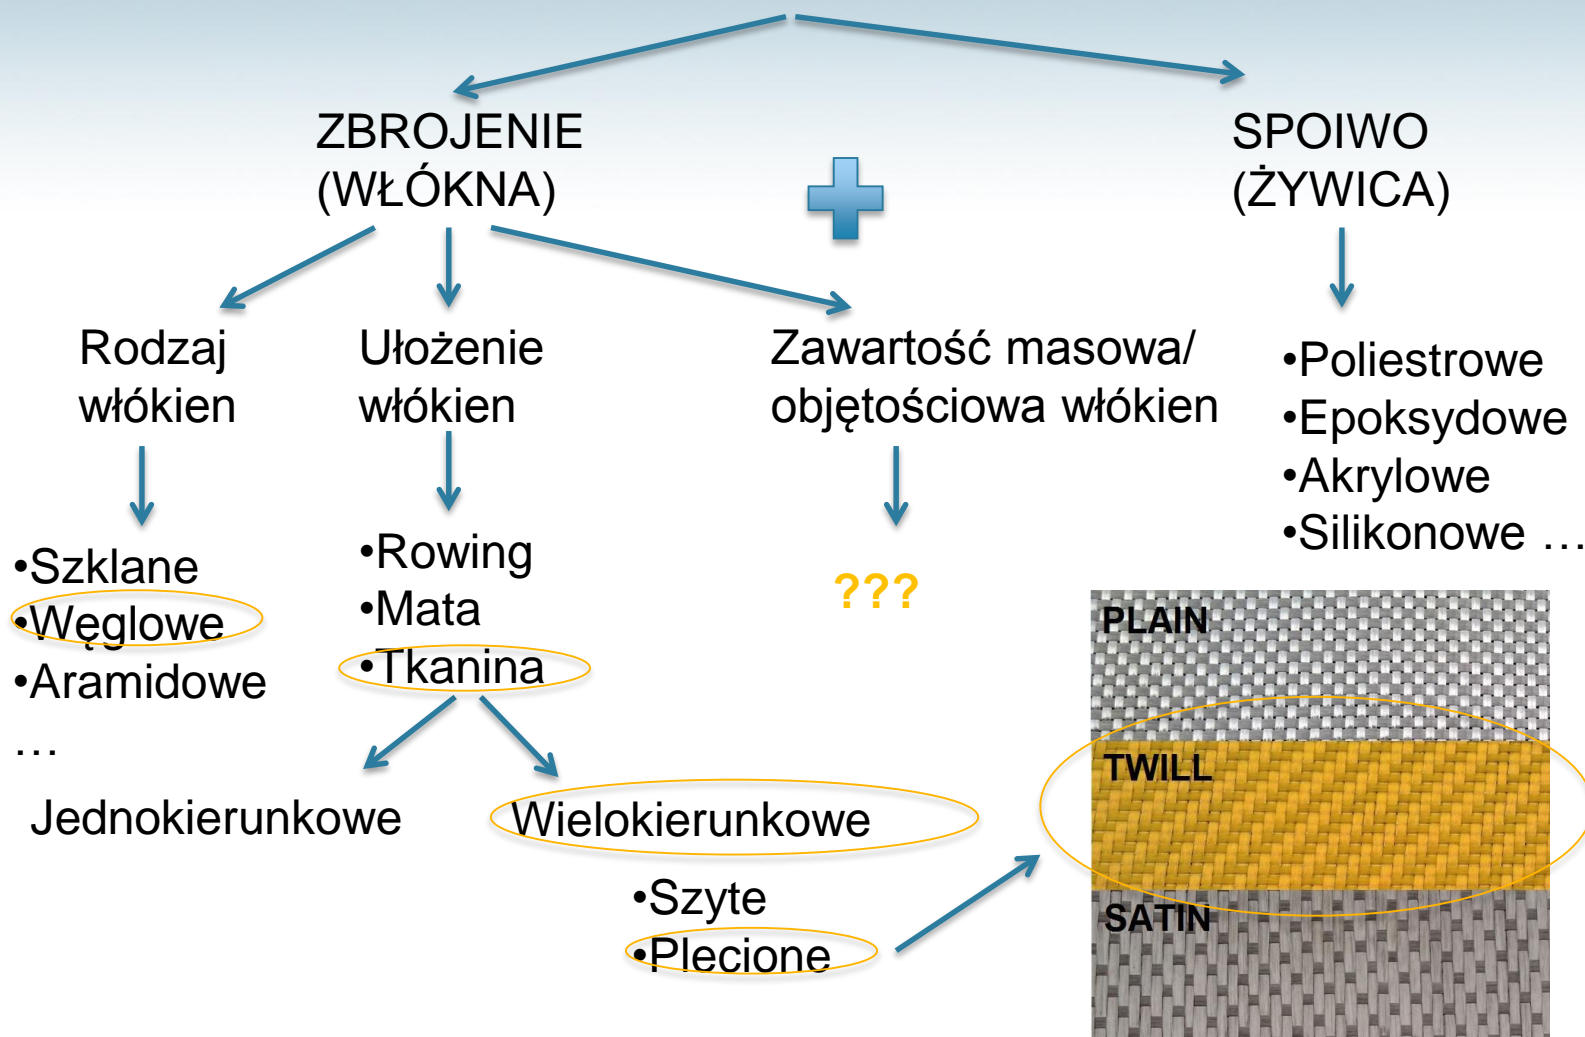 ZBROJENIE
(WŁÓKNA)
SPOIWO
(ŻYWICA)
Rodzaj
włókien
Ułożenie
włókien
Zawartość masowa/
objętościowa włókien
•Poliestrowe
•Epoksydowe
•Akrylowe
•Silikonowe …
•Szklane
•Węglowe
•Aramidowe
…
•Rowing
•Mata
•Tkanina
???
Jednokierunkowe
Wielokierunkowe
•Szyte
•Plecione
PLAIN
TWILL
SATIN